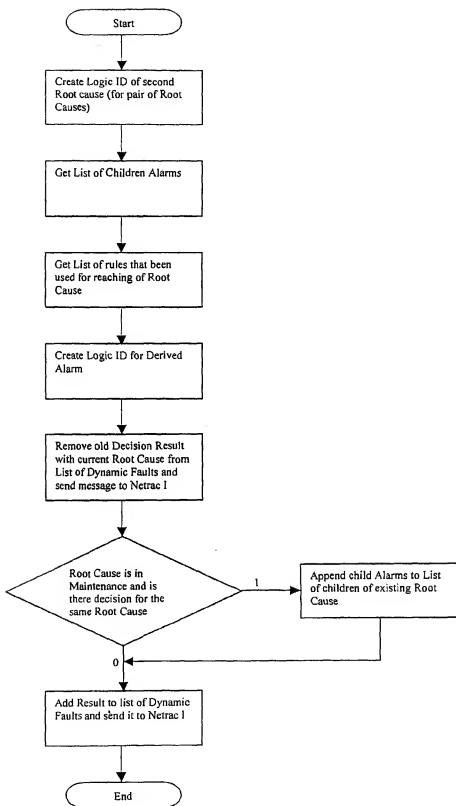 Start
Create Logic ID of second
Root cause (for pair of Root
Causes)
Get List of Children Alarms
Get List of rules that been
used for reaching of Root
Cause
Create Logic ID for Derived
Alarm
Remove old Decision Result
with current Root Cause from
List of Dynamic Faults and
send message to Netrac I
Root Cause is in
Maintenance and is
there decision for the
same Root Cause
1
Append child Alarms to List
of children of existing Root
Cause
0
Add Result to list of Dynamic
Faults and send it to Netrac I
End